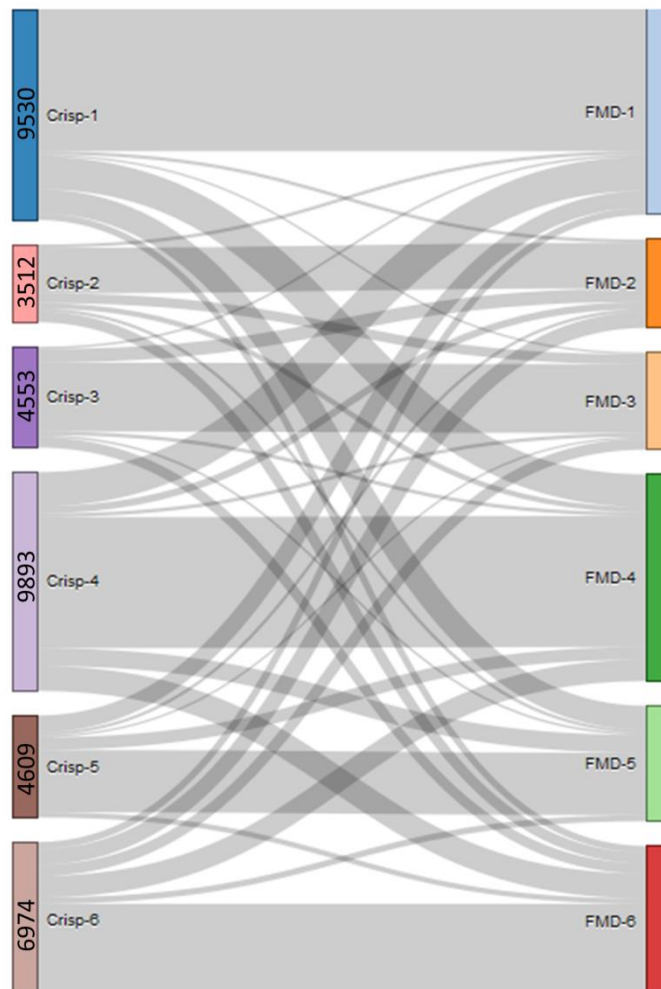 9530
Crisp-1
FMD-1
3512
Crisp-2
FMD-2
4553
Crisp-3
FMD-3
9893
Crisp-4
FMD-4
4609
Crisp-5
FMD-5
6974
Crisp-6
FMD-6